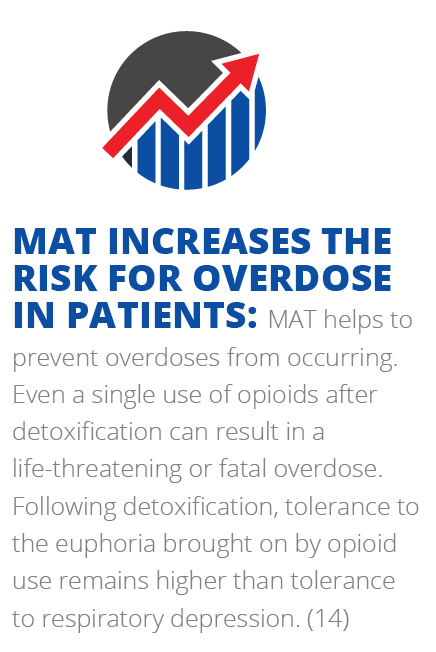 MAT INCREASES THE
RISK FOR OVERDOSE
IN PATIENTS: MAT helps to
prevent overdoses from occurring.
Even a single use of opioids after
detoxification can result in a
life-threatening or fatal overdose.
Following detoxification, tolerance to
the euphoria brought on by opioid
use remains higher than tolerance
to respiratory depression. (14)